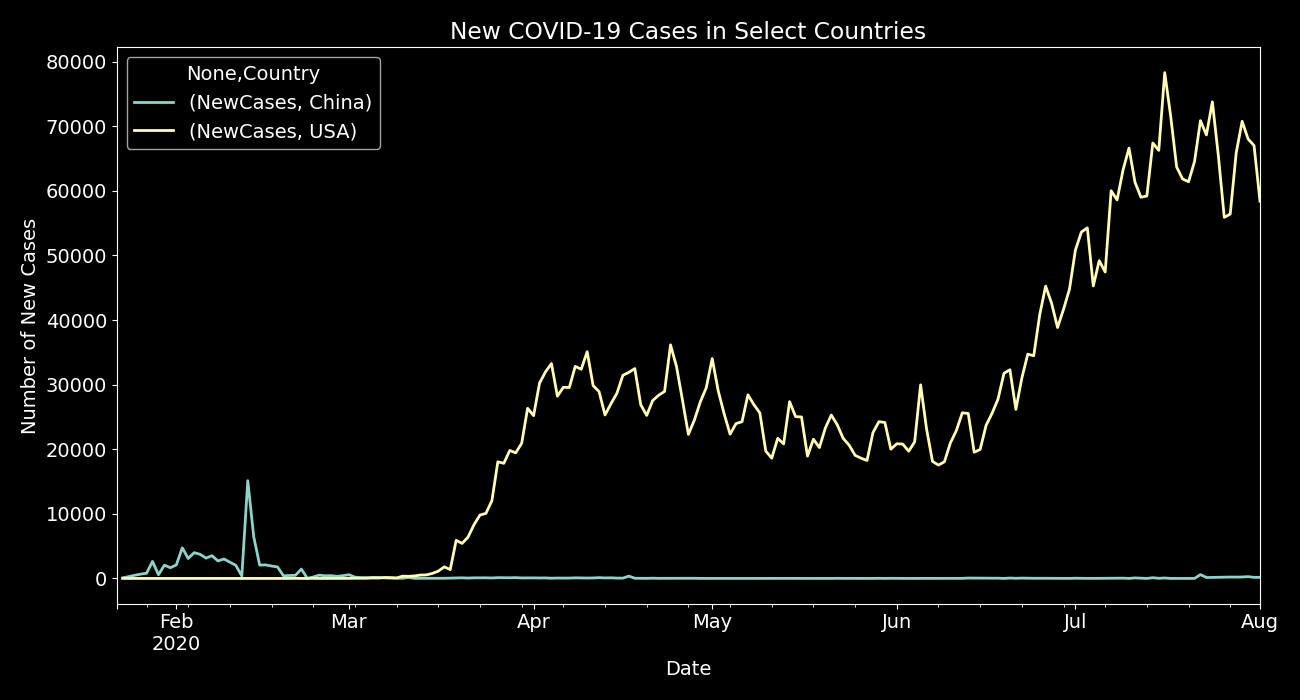 New COVID-19 Cases in Select Countries
None,Country
(NewCases, China)
(NewCases, USA)
Number of New Cases
80000
70000
60000
50000
40000
30000
20000
10000
0
Feb
2020
Mar
Apr
May
Jun
Jul
Aug
Date